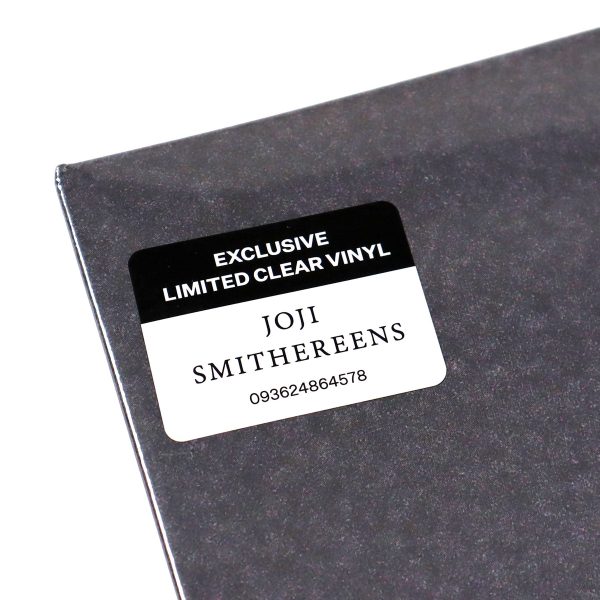 EXCLUSIVE
LIMITED CLEAR VINYL
JOJI
SMITHEREENS
093624864578